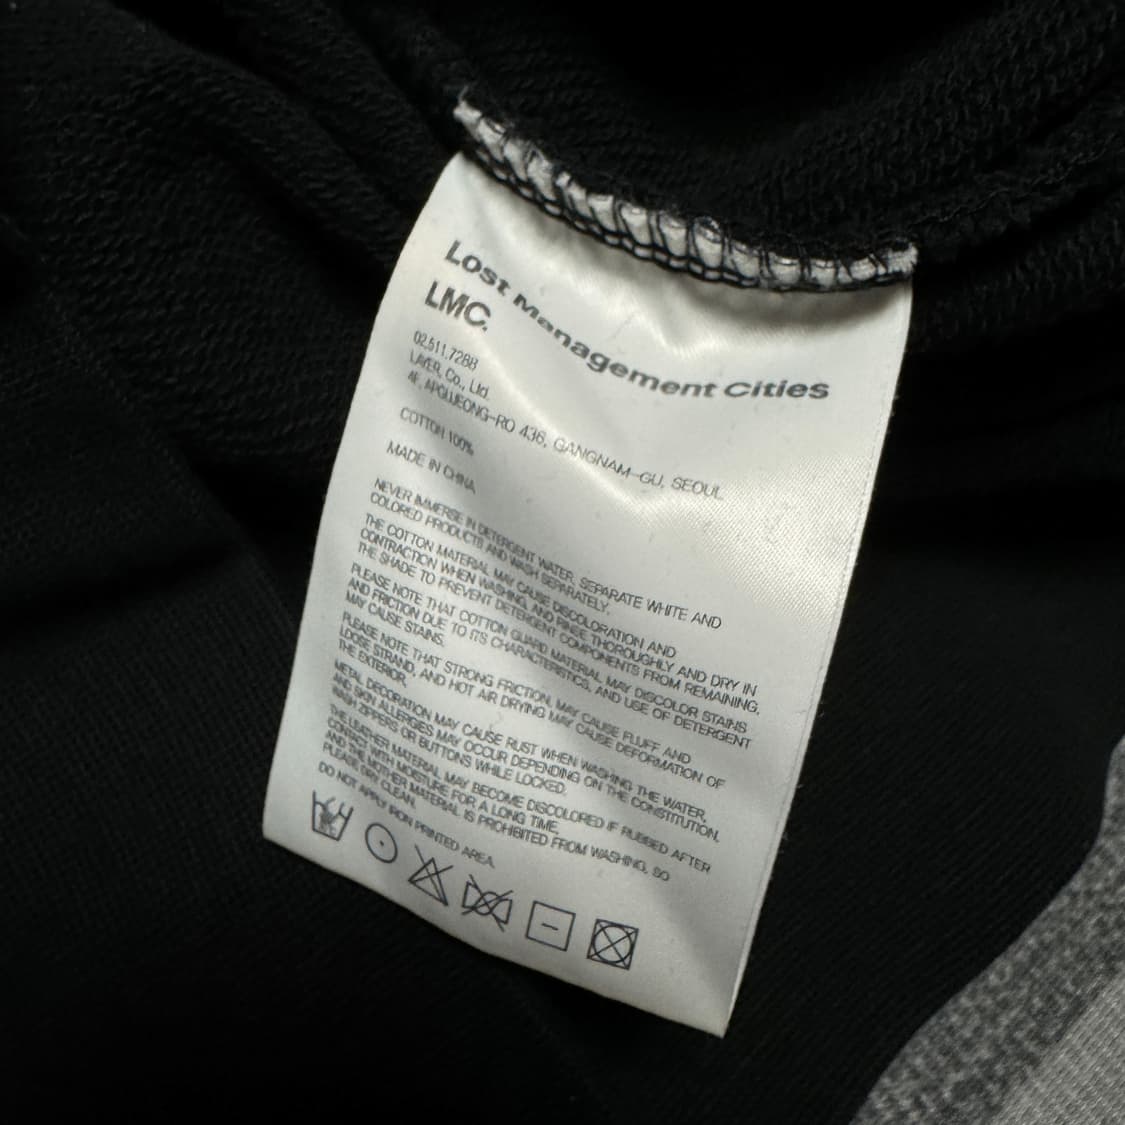 Lost Management Cities
LMC.
02.511.7288
LAYER, Co., Ltd.
4F, APGUJEONG-RO 436, GANGNAM-GU, SEOUL
COTTON 100%
MADE IN CHINA
NEVER IMMERSE IN DETERGENT WATER, SEPARATE WHITE AND
COLORED PRODUCTS AND WASH SEPARATELY.
THE COTTON MATERIAL MAY CAUSE DISCOLORATION AND
CONTRACTION WHEN WASHING, AND RINSE THOROUGHLY AND DRY IN
THE SHADE TO PREVENT DETERGENT COMPONENTS FROM REMAINING.
PLEASE NOTE THAT COTTON GUARD MATERIAL MAY DISCOLOR STAINS
AND FRICTION DUE TO ITS CHARACTERISTICS, AND USE OF DETERGENT
MAY CAUSE STAINS.
PLEASE NOTE THAT STRONG FRICTION, MAY CAUSE FLUFF AND
LOOSE STRAND, AND HOT AIR DRYING MAY CAUSE DEFORMATION OF
THE EXTERIOR.
METAL DECORATION MAY CAUSE RUST WHEN WASHING THE WATER,
AND SKIN ALLERGIES MAY OCCUR DEPENDING ON THE CONSTITUTION,
WASH ZIPPERS OR BUTTONS WHILE LOCKED.
THE LEATHER MATERIAL MAY BECOME DISCOLORED IF RUBBED AFTER
CONTENT WITH MOISTURE FOR A LONG TIME,
AND THE MOTHER MATERIAL IS PROHIBITED FROM WASHING, SO
PLEASE DRY CLEAN.
DO NOT APPLY IRON PRINTED AREA.